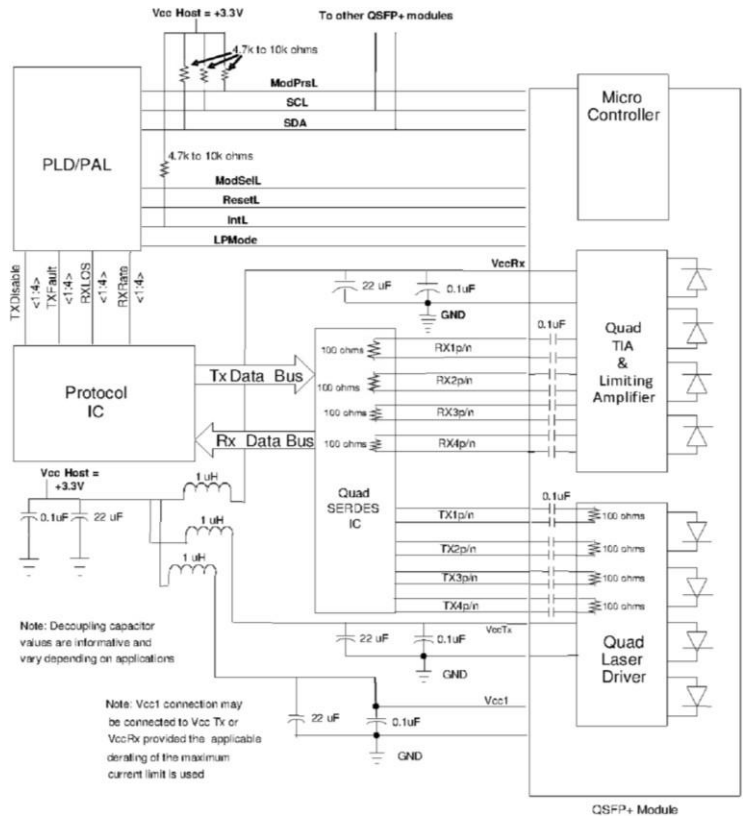 Vcc Host = +3.3V
To other QSFP+ modules
4.7k to 10k ohms
ModPrsL
SCL
SDA
Micro
Controller
PLD/PAL
4.7k to 10k ohms
ModSelL
ResetL
IntL
LPMode
TXDisable
<1:4>
TXFault
<1:4>
RXLOS
<1:4>
RXRate
<1:4>
VccRx
22 uF
0.1uF
GND
0.1uF
Quad
TIA
&
Limiting
Amplifier
100 ohms
RX1p/n
100 ohms
RX2p/n
100 ohms
RX3p/n
100 ohms
RX4p/n
Tx Data Bus
Protocol
IC
Rx Data Bus
Vcc Host =
+3.3V
0.1uF
22 uF
1 uH
1 uH
1 uH
Quad
SERDES
IC
0.1uF
TX1p/n
100 ohms
TX2p/n
100 ohms
TX3p/n
100 ohms
TX4p/n
100 ohms
Note: Decoupling capacitor
values are informative and
vary depending on applications
VccTx
22 uF
0.1uF
GND
Quad
Laser
Driver
Note: Vcc1 connection may
be connected to Vcc Tx or
VccRx provided the applicable
derating of the maximum
current limit is used
Vcc1
22 uF
0.1uF
GND
QSFP+ Module